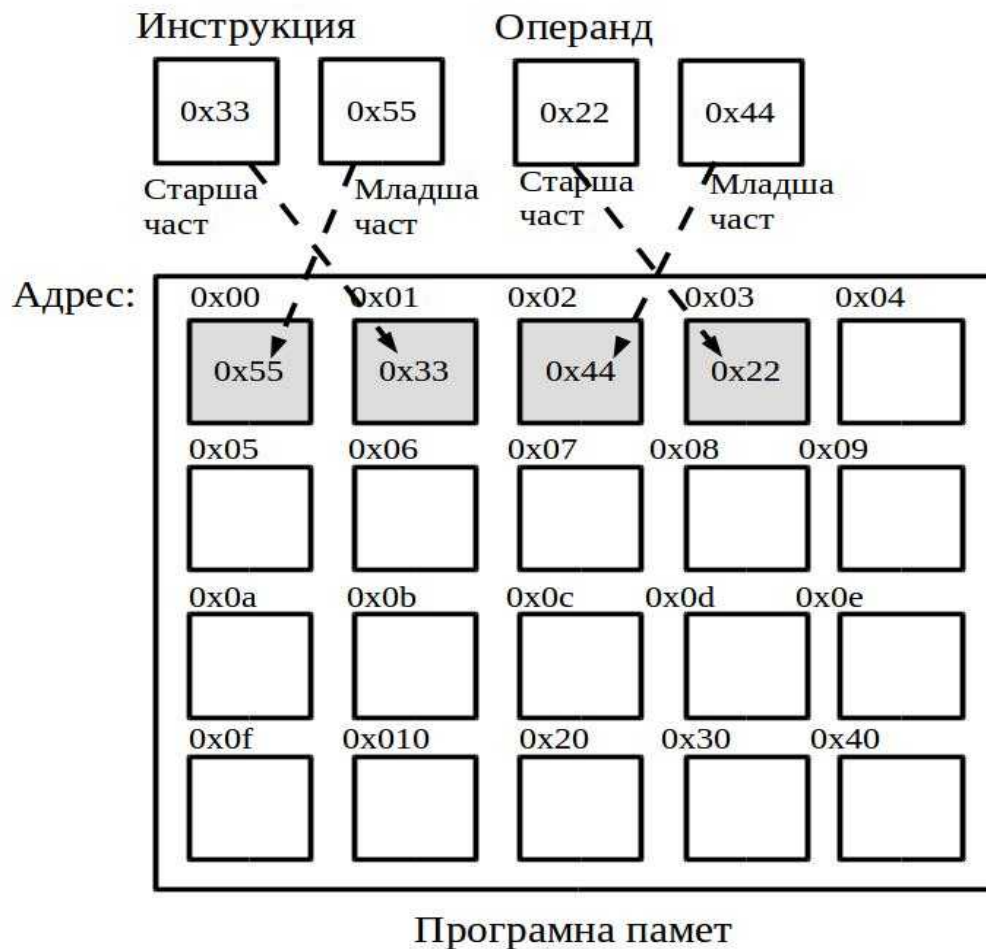 Инструкция
Операнд
0x33
0x55
0x22
0x44
Старша
част
Младша
част
Старша
част
Младша
част
Адрес:
0x00 0x01 0x02 0x03 0x04
0x55 0x33 0x44 0x22
0x05 0x06 0x07 0x08 0x09
0x0a 0x0b 0x0c 0x0d 0x0e
0x0f 0x010 0x20 0x30 0x40
Програмна памет